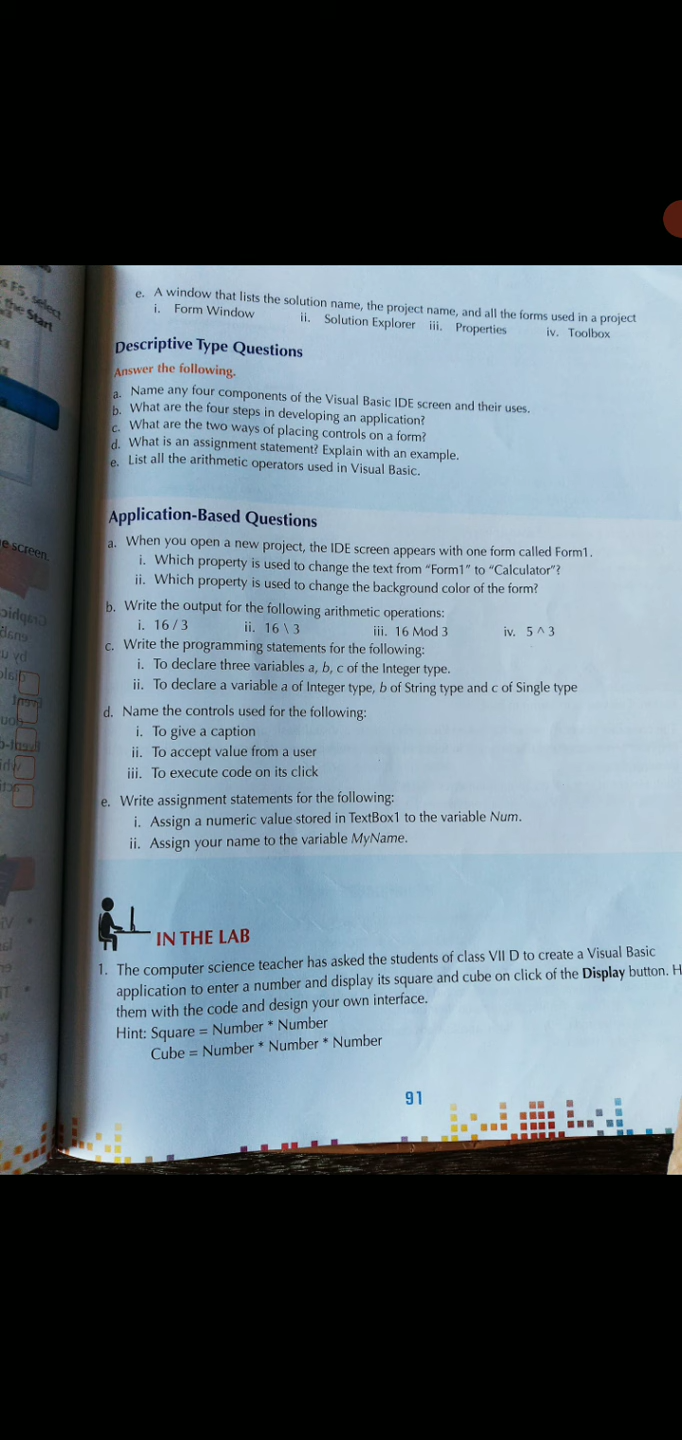 s F5, select
the Start
e screen.
e. A window that lists the solution name, the project name, and all the forms used in a project
i. Form Window ii. Solution Explorer iii. Properties iv. Toolbox
Descriptive Type Questions
Answer the following.
a. Name any four components of the Visual Basic IDE screen and their uses.
b. What are the four steps in developing an application?
c. What are the two ways of placing controls on a form?
d. What is an assignment statement? Explain with an example.
e. List all the arithmetic operators used in Visual Basic.
Application-Based Questions
a. When you open a new project, the IDE screen appears with one form called Form1.
i. Which property is used to change the text from “Form1” to “Calculator”?
ii. Which property is used to change the background color of the form?
b. Write the output for the following arithmetic operations:
i. 16 / 3 ii. 16 \ 3 iii. 16 Mod 3 iv. 5 ^ 3
c. Write the programming statements for the following:
i. To declare three variables a, b, c of the Integer type.
ii. To declare a variable a of Integer type, b of String type and c of Single type
d. Name the controls used for the following:
i. To give a caption
ii. To accept value from a user
iii. To execute code on its click
e. Write assignment statements for the following:
i. Assign a numeric value stored in TextBox1 to the variable Num.
ii. Assign your name to the variable MyName.
IN THE LAB
1. The computer science teacher has asked the students of class VII D to create a Visual Basic
application to enter a number and display its square and cube on click of the Display button. H
them with the code and design your own interface.
Hint: Square = Number * Number
Cube = Number * Number * Number
91